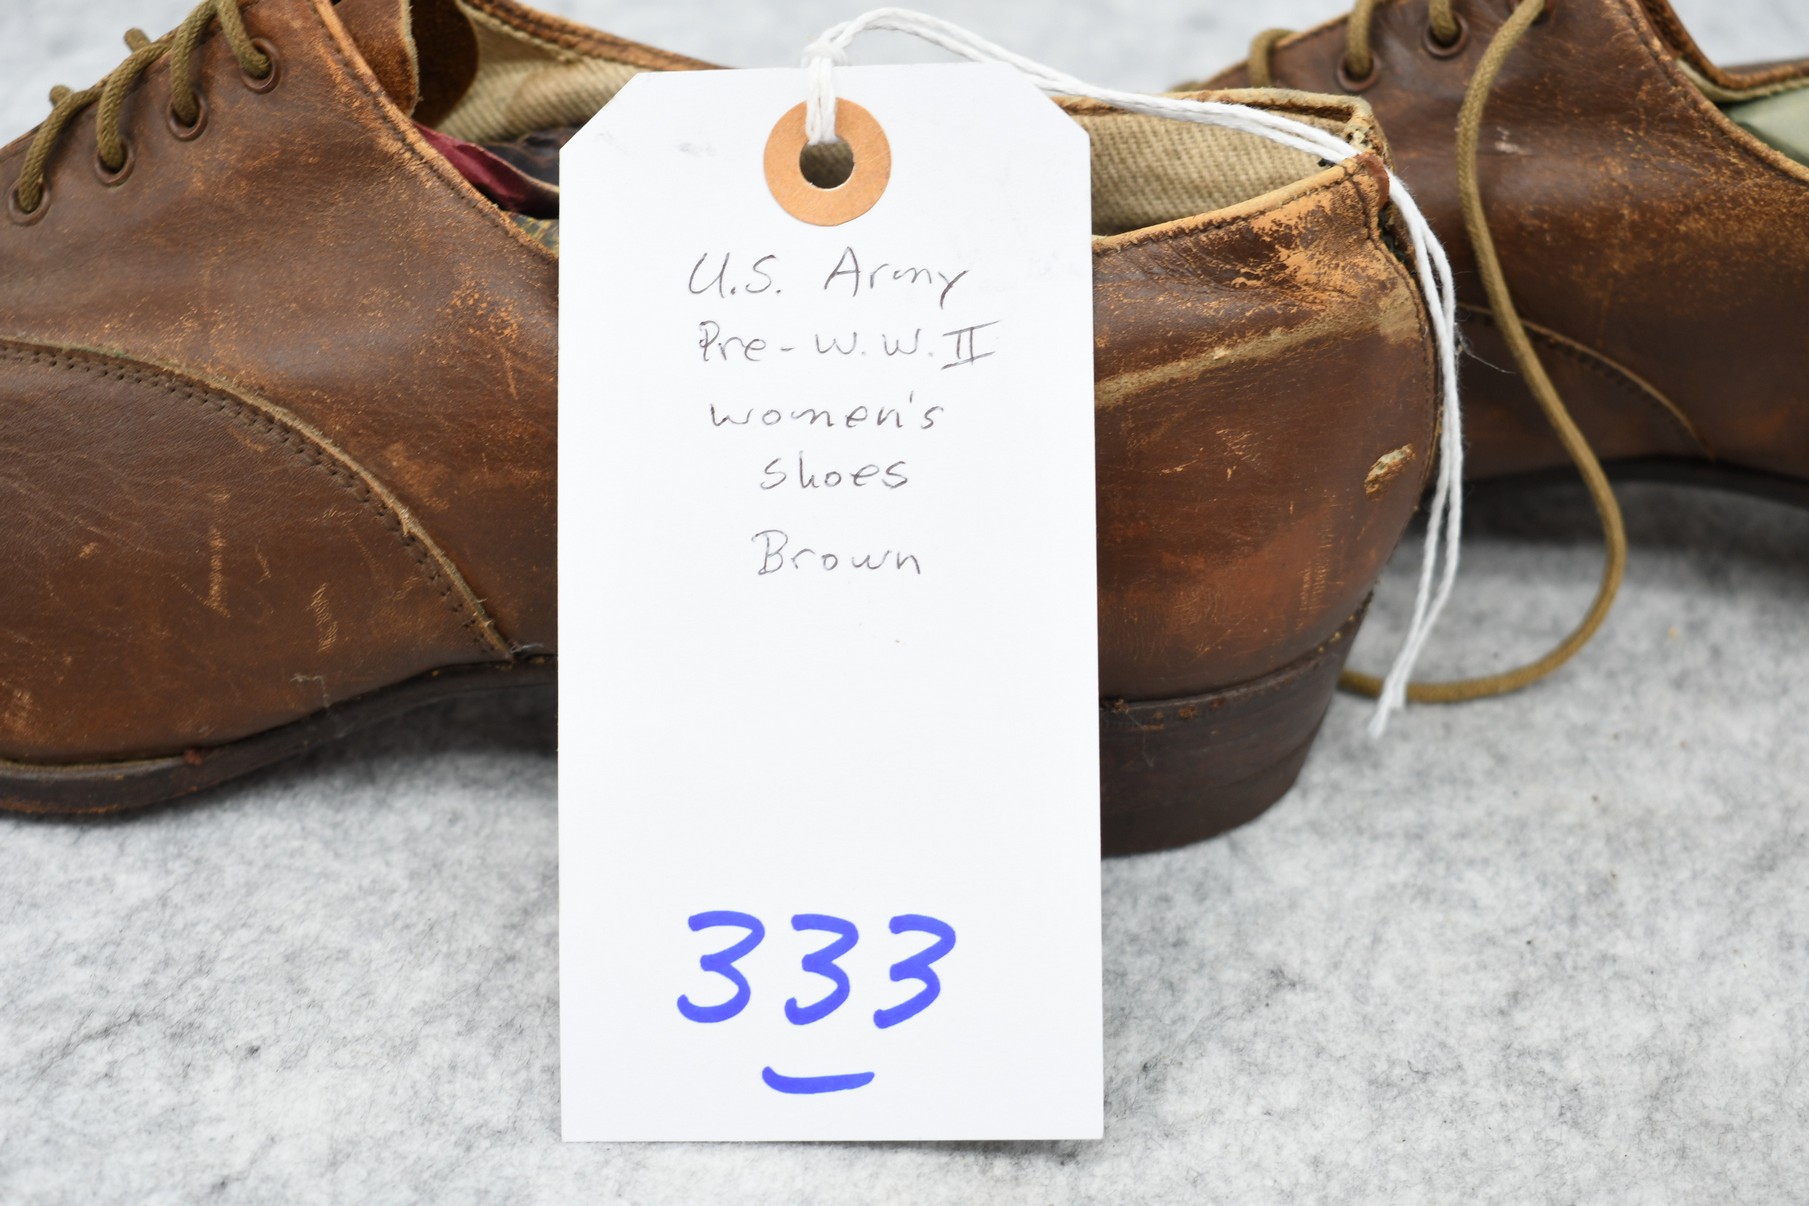 U.S. Army
Pre-W.W.II
women's
shoes
Brown
333